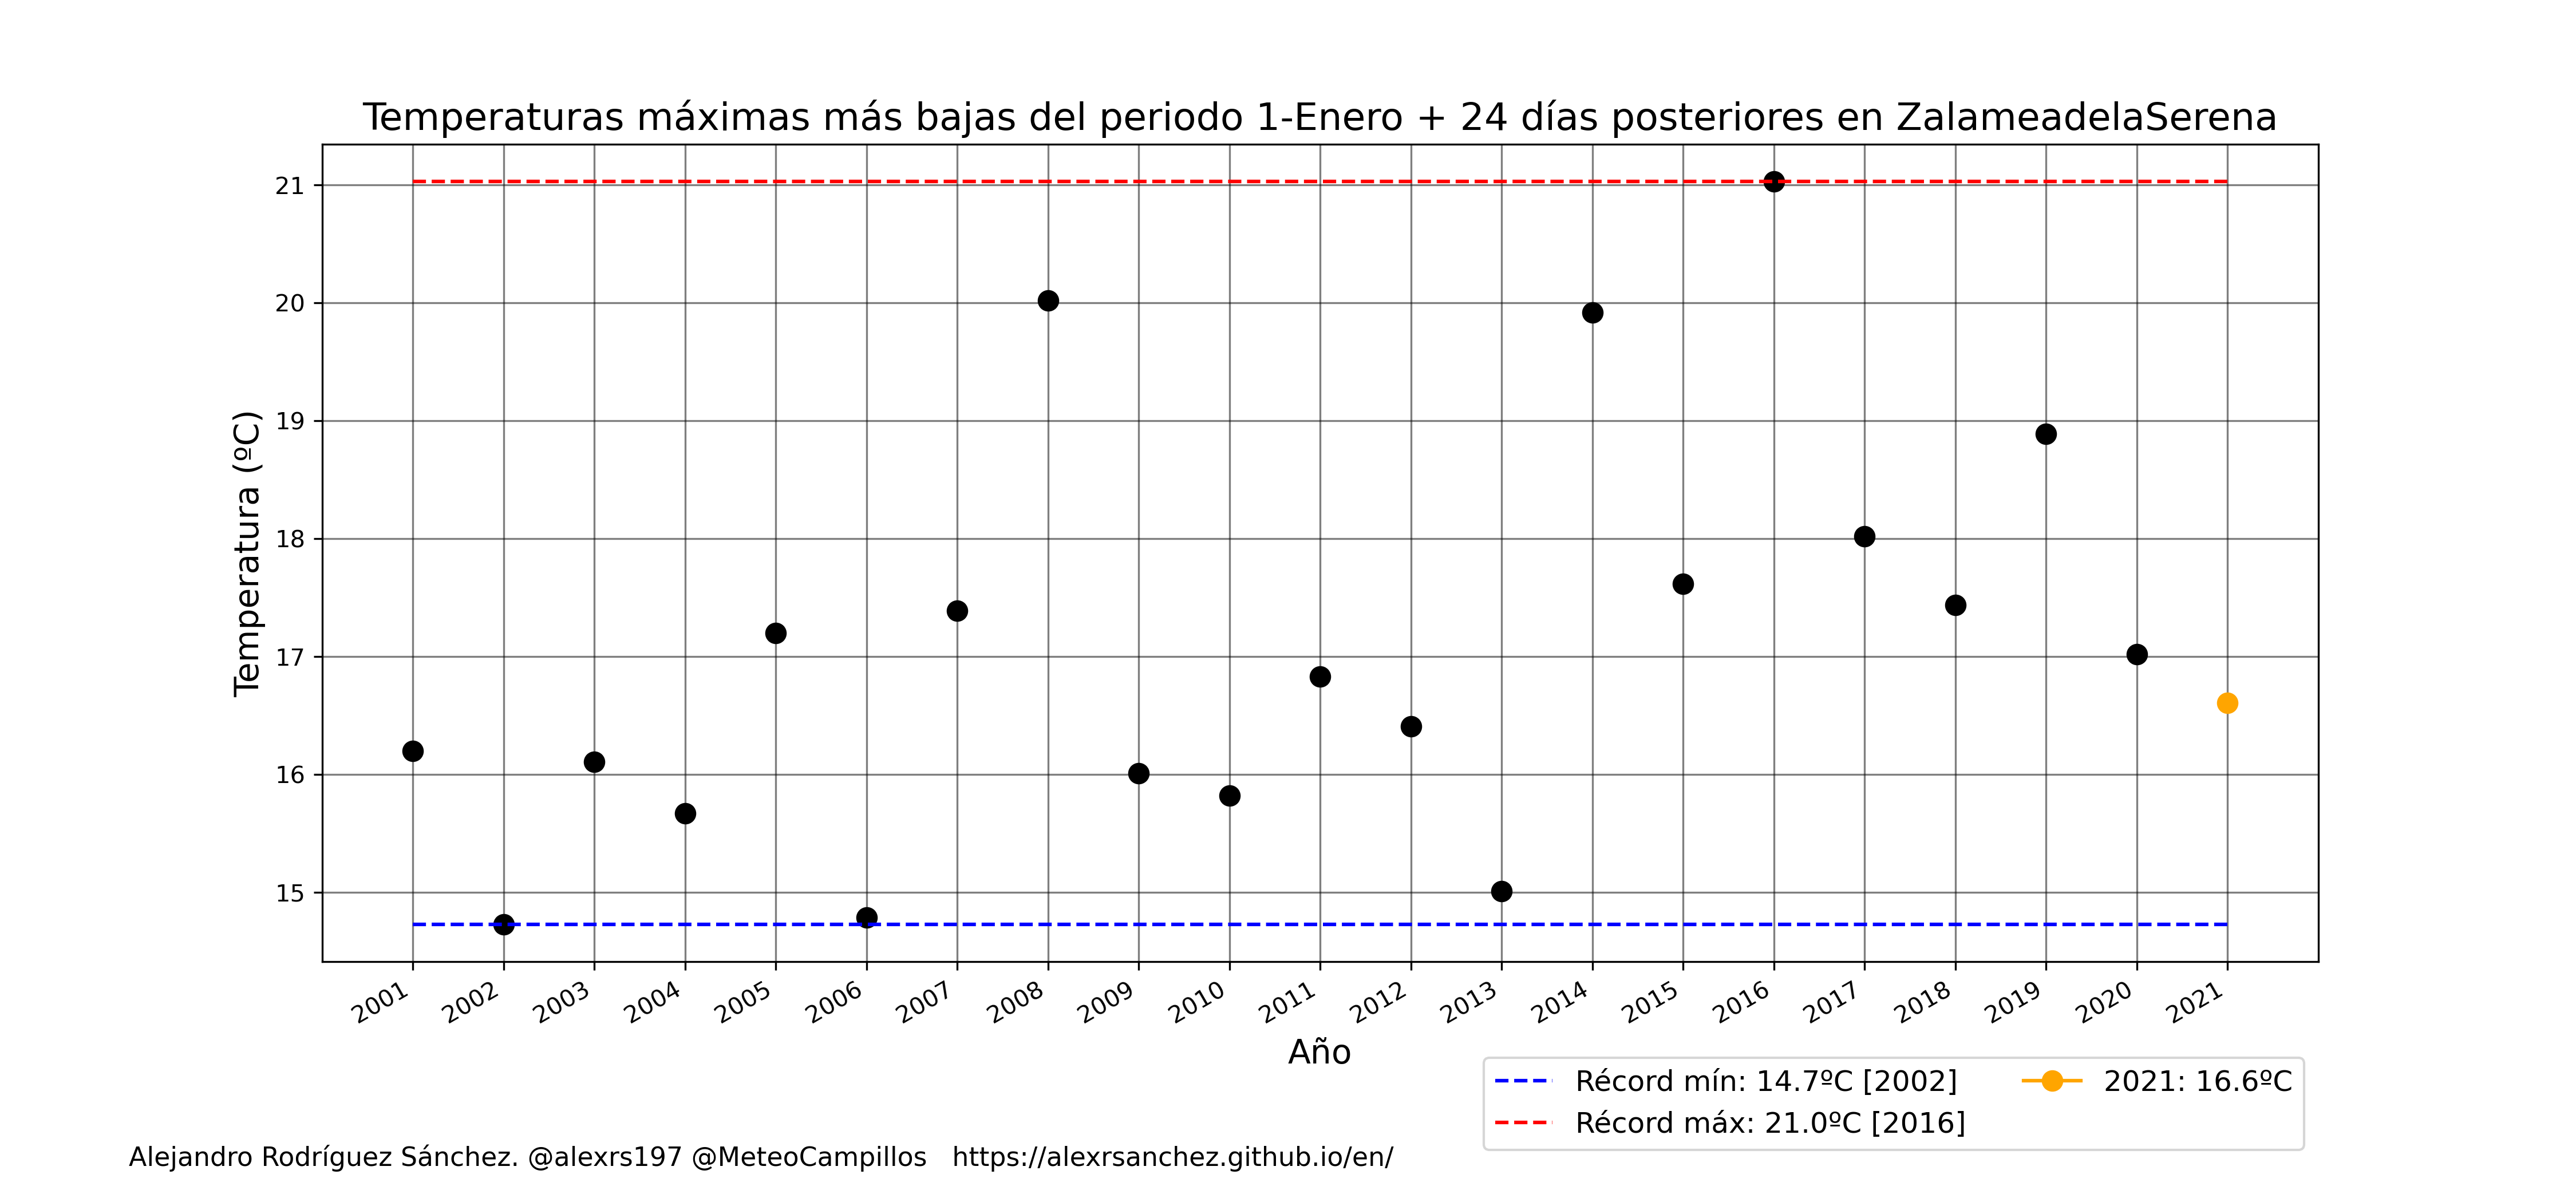 Temperaturas máximas más bajas del periodo 1-Enero + 24 días posteriores en ZalameadelaSerena
Temperatura (ºC)
21
20
19
18
17
16
15
2001 2002 2003 2004 2005 2006 2007 2008 2009 2010 2011 2012 2013 2014 2015 2016 2017 2018 2019 2020 2021
Año
Récord mín: 14.7ºC [2002]
Récord máx: 21.0ºC [2016]
2021: 16.6ºC
Alejandro Rodríguez Sánchez. @alexrs197 @MeteoCampillos https://alexrsanchez.github.io/en/